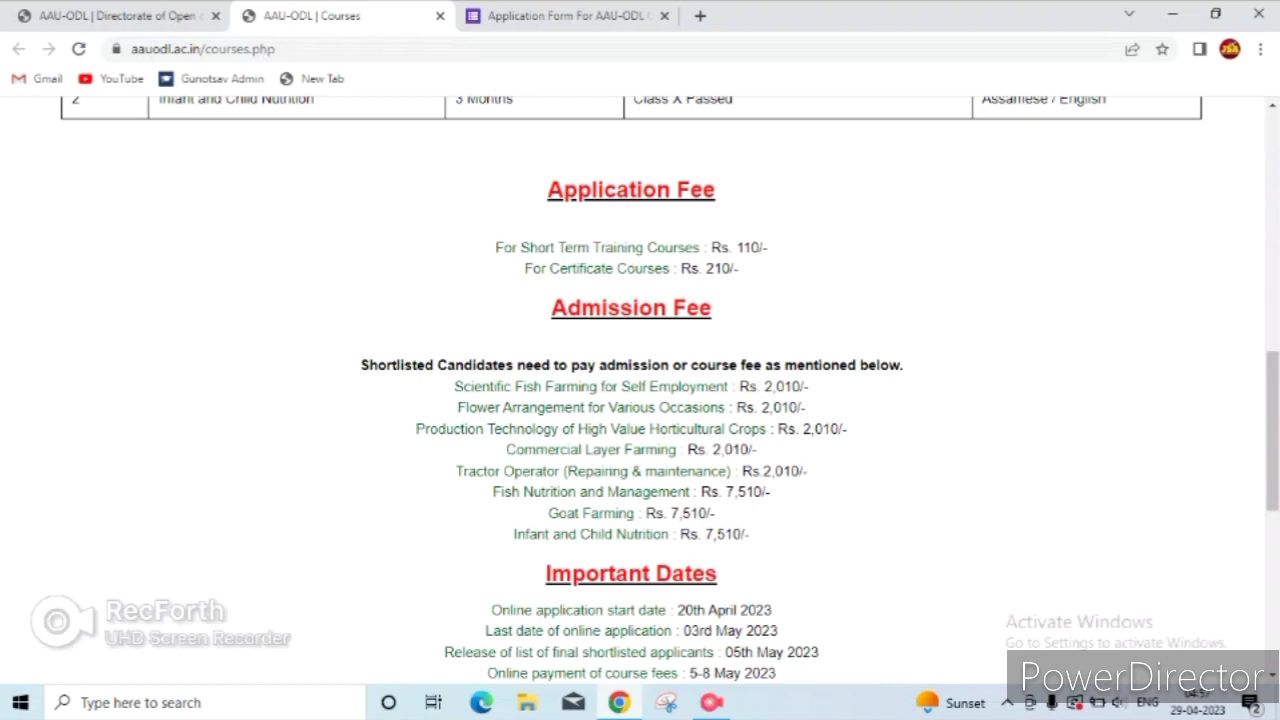 AAU-ODL | Directorate of Open
AAU-ODL | Courses
Application Form For AAU-ODL
aauodl.ac.in/courses.php
Gmail YouTube Gunotsav Admin New Tab
2 Infant and Child Nutrition 3 Months Class X Passed Assamese / English
Application Fee
For Short Term Training Courses : Rs. 110/-
For Certificate Courses : Rs. 210/-
Admission Fee
Shortlisted Candidates need to pay admission or course fee as mentioned below.
Scientific Fish Farming for Self Employment : Rs. 2,010/-
Flower Arrangement for Various Occasions : Rs. 2,010/-
Production Technology of High Value Horticultural Crops : Rs. 2,010/-
Commercial Layer Farming : Rs. 2,010/-
Tractor Operator (Repairing & maintenance) : Rs.2,010/-
Fish Nutrition and Management : Rs. 7,510/-
Goat Farming : Rs. 7,510/-
Infant and Child Nutrition : Rs. 7,510/-
Important Dates
Online application start date : 20th April 2023
Last date of online application : 03rd May 2023
Release of list of final shortlisted applicants : 05th May 2023
Online payment of course fees : 5-8 May 2023
RecForth
UHD Screen Recorder
Activate Windows
Go to Settings to activate Windows.
PowerDirector
Type here to search
Sunset
ENG
29-04-2023
2